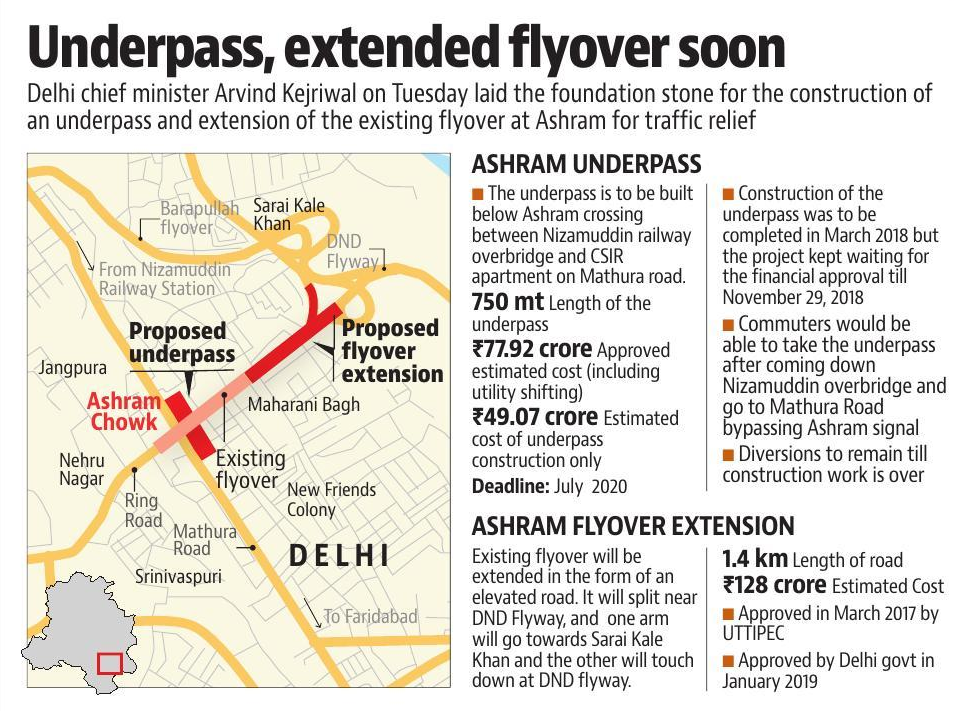 Underpass, extended flyover soon
Delhi chief minister Arvind Kejriwal on Tuesday laid the foundation stone for the construction of
an underpass and extension of the existing flyover at Ashram for traffic relief
Barapullah
flyover
Sarai Kale
Khan
DND
Flyway
From Nizamuddin
Railway Station
Proposed
underpass
Proposed
flyover
extension
Jangpura
Ashram
Chowk
Maharani Bagh
Nehru
Nagar
Existing
flyover
Ring
Road
New Friends
Colony
Mathura
Road
DELHI
Srinivaspuri
To Faridabad
ASHRAM UNDERPASS
■ The underpass is to be built
below Ashram crossing
between Nizamuddin railway
overbridge and CSIR
apartment on Mathura road.
750 mt Length of the
underpass
₹77.92 crore Approved
estimated cost (including
utility shifting)
₹49.07 crore Estimated
cost of underpass
construction only
Deadline: July 2020
■ Construction of the
underpass was to be
completed in March 2018 but
the project kept waiting for
the financial approval till
November 29, 2018
■ Commuters would be
able to take the underpass
after coming down
Nizamuddin overbridge and
go to Mathura Road
bypassing Ashram signal
■ Diversions to remain till
construction work is over
ASHRAM FLYOVER EXTENSION
Existing flyover will be
extended in the form of an
elevated road. It will split near
DND Flyway, and one arm
will go towards Sarai Kale
Khan and the other will touch
down at DND flyway.
1.4 km Length of road
₹128 crore Estimated Cost
■ Approved in March 2017 by
UTTIPEC
■ Approved by Delhi govt in
January 2019